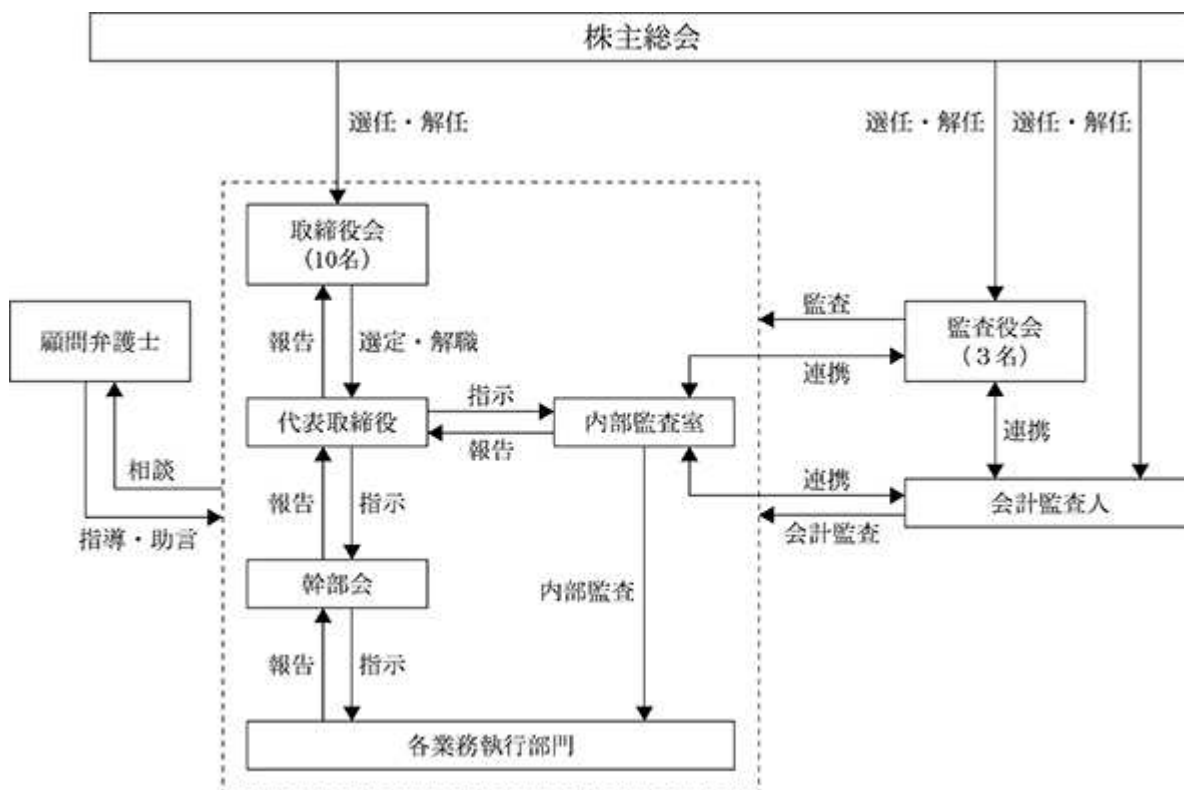 株主総会
選任・解任
選任・解任
選任・解任
取締役会
(10名)
監査
監査役会
(3名)
顧問弁護士
報告
選定・解職
連携
指示
代表取締役
内部監査室
報告
連携
相談
報告
指示
連携
会計監査人
指導・助言
会計監査
幹部会
内部監査
報告
指示
各業務執行部門